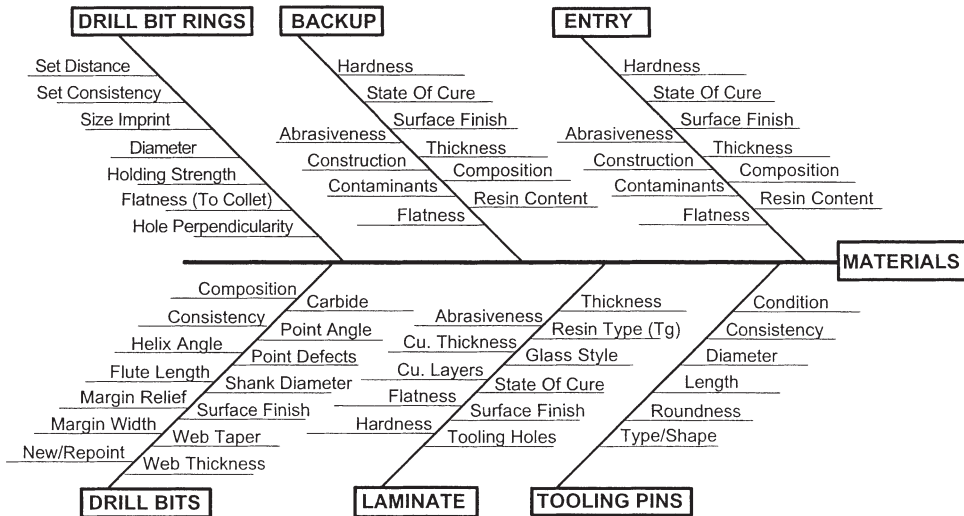 DRILL BIT RINGS
Set Distance
Set Consistency
Size Imprint
Diameter
Holding Strength
Flatness (To Collet)
Hole Perpendicularity
BACKUP
Hardness
State Of Cure
Surface Finish
Thickness
Composition
Resin Content
Abrasiveness
Construction
Contaminants
Flatness
ENTRY
Hardness
State Of Cure
Surface Finish
Thickness
Composition
Resin Content
Abrasiveness
Construction
Contaminants
Flatness
MATERIALS
Composition
Consistency
Helix Angle
Flute Length
Margin Relief
Margin Width
New/Repoint
Carbide
Point Angle
Point Defects
Shank Diameter
Surface Finish
Web Taper
Web Thickness
DRILL BITS
Abrasiveness
Cu. Thickness
Cu. Layers
Flatness
Hardness
Thickness
Resin Type (Tg)
Glass Style
State Of Cure
Surface Finish
Tooling Holes
LAMINATE
Condition
Consistency
Diameter
Length
Roundness
Type/Shape
TOOLING PINS